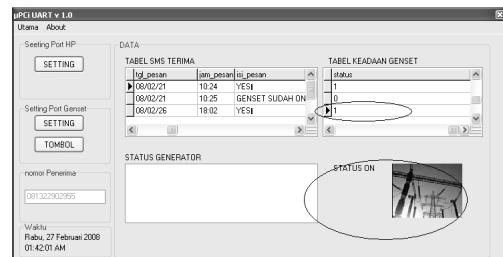 µPCi UART v 1.0
Utama About
Seeting Port HP
SETTING
Setting Port Genset
SETTING
TOMBOL
nomor Penerima
081322902955
Waktu
Rabu, 27 Februari 2008
01:42:01 AM
DATA
TABEL SMS TERIMA
tgl_pesan jam_pesan isi_pesan
08/02/21 10:24 YES
08/02/21 10:25 GENSET SUDAH ON
08/02/26 18:02 YES
TABEL KEADAAN GENSET
status
1
0
1
STATUS GENERATOR
STATUS ON